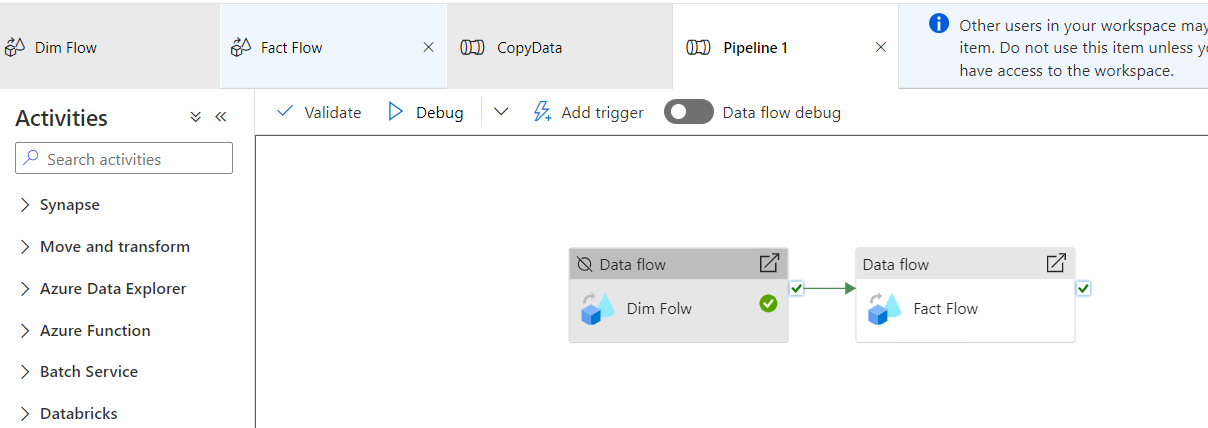 Dim Flow
Fact Flow
CopyData
Pipeline 1
Other users in your workspace may
item. Do not use this item unless yo
have access to the workspace.
Activities
Validate
Debug
Add trigger
Data flow debug
Search activities
Synapse
Move and transform
Azure Data Explorer
Azure Function
Batch Service
Databricks
Data flow
Dim Folw
Data flow
Fact Flow